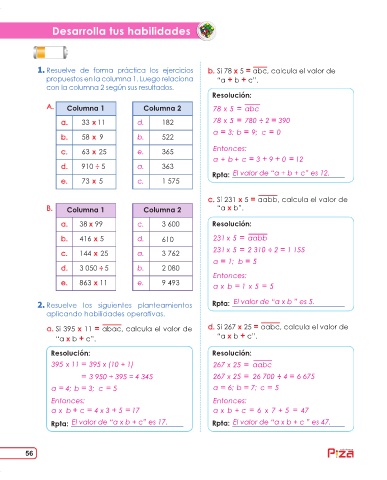 Desarrolla tus habilidades
1. Resuelve de forma práctica los ejercicios
propuestos en la columna 1. Luego relaciona
con la columna 2 según sus resultados.
A. Columna 1 Columna 2
a. 33 x 11 d. 182
b. 58 x 9 b. 522
c. 63 x 25 e. 365
d. 910 ÷ 5 a. 363
e. 73 x 5 c. 1 575
B. Columna 1 Columna 2
a. 38 x 99 c. 3 600
b. 416 x 5 d. 610
c. 144 x 25 a. 3 762
d. 3 050 ÷ 5 b. 2 080
e. 863 x 11 e. 9 493
2. Resuelve los siguientes planteamientos
aplicando habilidades operativas.
a. Si 395 x 11 = abac, calcula el valor de
"a x b + c".
Resolución:
395 x 11 = 395 x (10 + 1)
= 3 950 + 395 = 4 345
a = 4; b = 3; c = 5
Entonces:
a x b + c = 4 x 3 + 5 = 17
Rpta: El valor de "a x b + c" es 17.
b. Si 78 x 5 = abc, calcula el valor de
"a + b + c".
Resolución:
78 x 5 = abc
78 x 5 = 780 ÷ 2 = 390
a = 3; b = 9; c = 0
Entonces:
a + b + c = 3 + 9 + 0 = 12
Rpta: El valor de "a + b + c" es 12.
c. Si 231 x 5 = aabb, calcula el valor de
"a x b".
Resolución:
231 x 5 = aabb
231 x 5 = 2 310 ÷ 2 = 1 155
a = 1; b = 5
Entonces:
a x b = 1 x 5 = 5
Rpta: El valor de "a x b " es 5.
d. Si 267 x 25 = aabc, calcula el valor de
"a x b + c".
Resolución:
267 x 25 = aabc
267 x 25 = 26 700 ÷ 4 = 6 675
a = 6; b = 7; c = 5
Entonces:
a x b + c = 6 x 7 + 5 = 47
Rpta: El valor de "a x b + c " es 47.
56